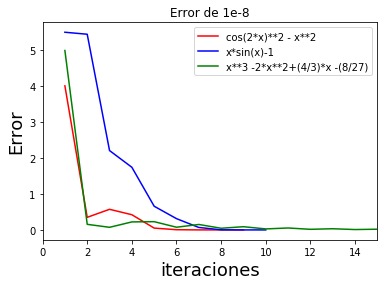 Error de 1e-8
cos(2*x)**2 - x**2
x*sin(x)-1
x**3 -2*x**2+(4/3)*x -(8/27)
Error
5
4
3
2
1
0
0 2 4 6 8 10 12 14
iteraciones